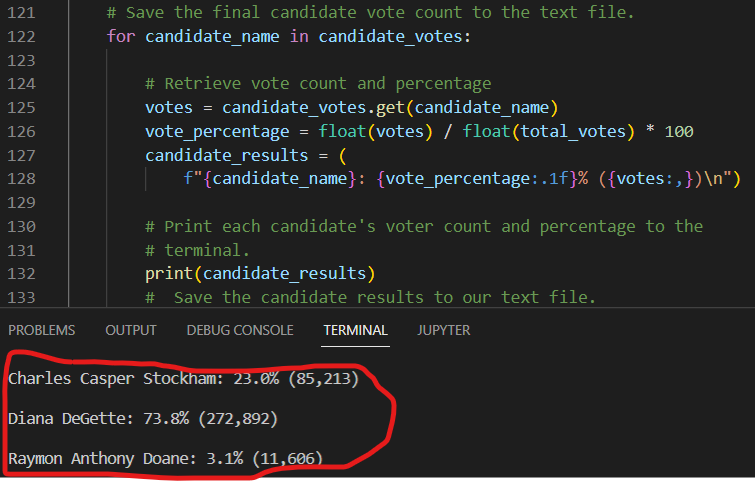 121 # Save the final candidate vote count to the text file.
122 for candidate_name in candidate_votes:
123
124 # Retrieve vote count and percentage
125 votes = candidate_votes.get(candidate_name)
126 vote_percentage = float(votes) / float(total_votes) * 100
127 candidate_results = (
128 f"{candidate_name}: {vote_percentage:.1f}% ({votes:,})\n")
129
130 # Print each candidate's voter count and percentage to the
131 # terminal.
132 print(candidate_results)
133 #  Save the candidate results to our text file.
PROBLEMS OUTPUT DEBUG CONSOLE TERMINAL JUPYTER
Charles Casper Stockham: 23.0% (85,213)
Diana DeGette: 73.8% (272,892)
Raymon Anthony Doane: 3.1% (11,606)